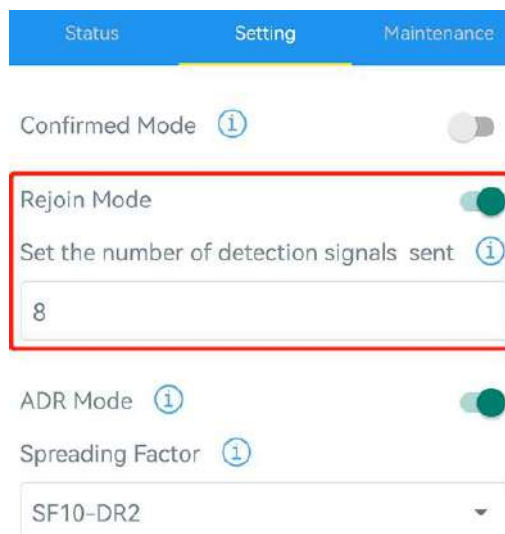 Status Setting Maintenance
Confirmed Mode i
Rejoin Mode
Set the number of detection signals sent i
8
ADR Mode i
Spreading Factor i
SF10-DR2